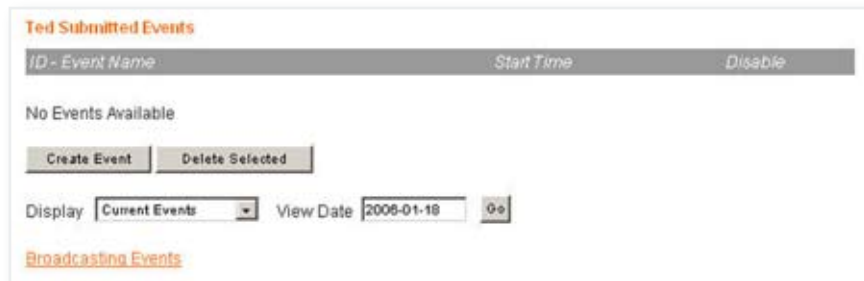 Ted Submitted Events
ID - Event Name Start Time Disable
No Events Available
Create Event Delete Selected
Display Current Events View Date 2006-01-18 Go
Broadcasting Events